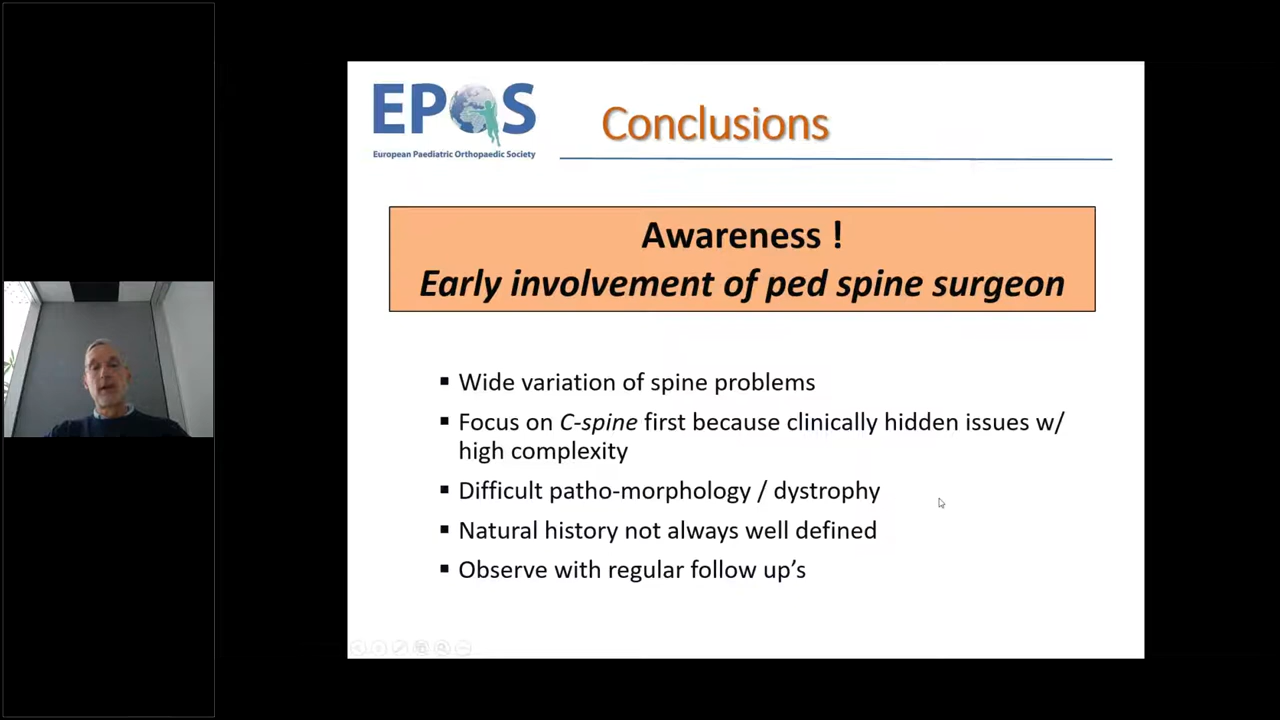 EPOS
European Paediatric Orthopaedic Society
Conclusions
Awareness !
Early involvement of ped spine surgeon
▪ Wide variation of spine problems
▪ Focus on C-spine first because clinically hidden issues w/
high complexity
▪ Difficult patho-morphology / dystrophy
▪ Natural history not always well defined
▪ Observe with regular follow up’s